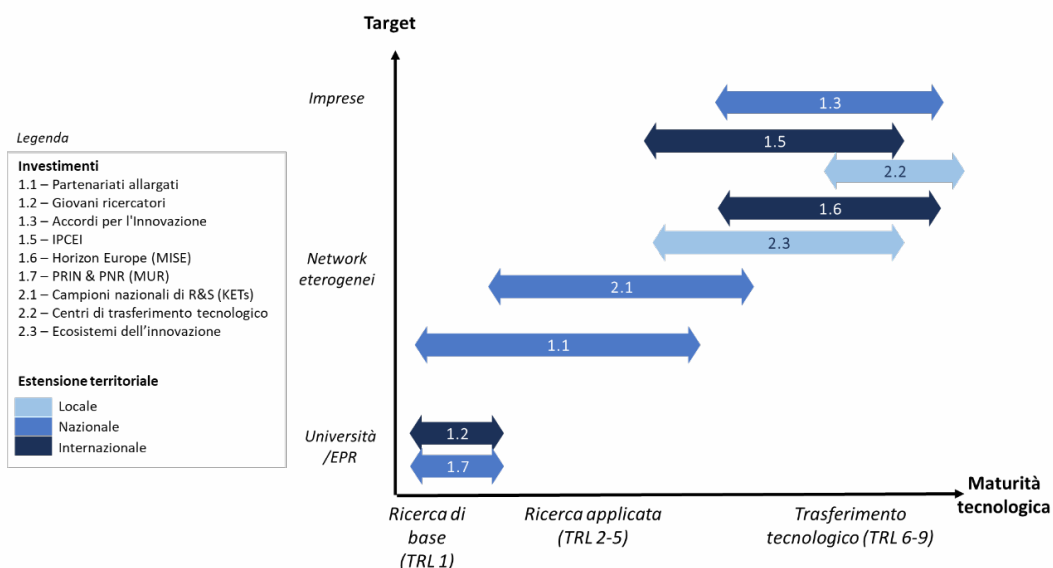 Target
Imprese
1.3
Legenda
1.5
Investimenti
1.1 – Partenariati allargati
1.2 – Giovani ricercatori
1.3 – Accordi per l'Innovazione
1.5 – IPCEI
1.6 – Horizon Europe (MISE)
1.7 – PRIN & PNR (MUR)
2.1 – Campioni nazionali di R&S (KETs)
2.2 – Centri di trasferimento tecnologico
2.3 – Ecosistemi dell’innovazione
2.2
1.6
2.3
Network
eterogenei
2.1
1.1
Estensione territoriale
Locale
Nazionale
Internazionale
Università
/EPR
1.2
1.7
Maturità
tecnologica
Ricerca di
base
(TRL 1)
Ricerca applicata
(TRL 2-5)
Trasferimento
tecnologico (TRL 6-9)